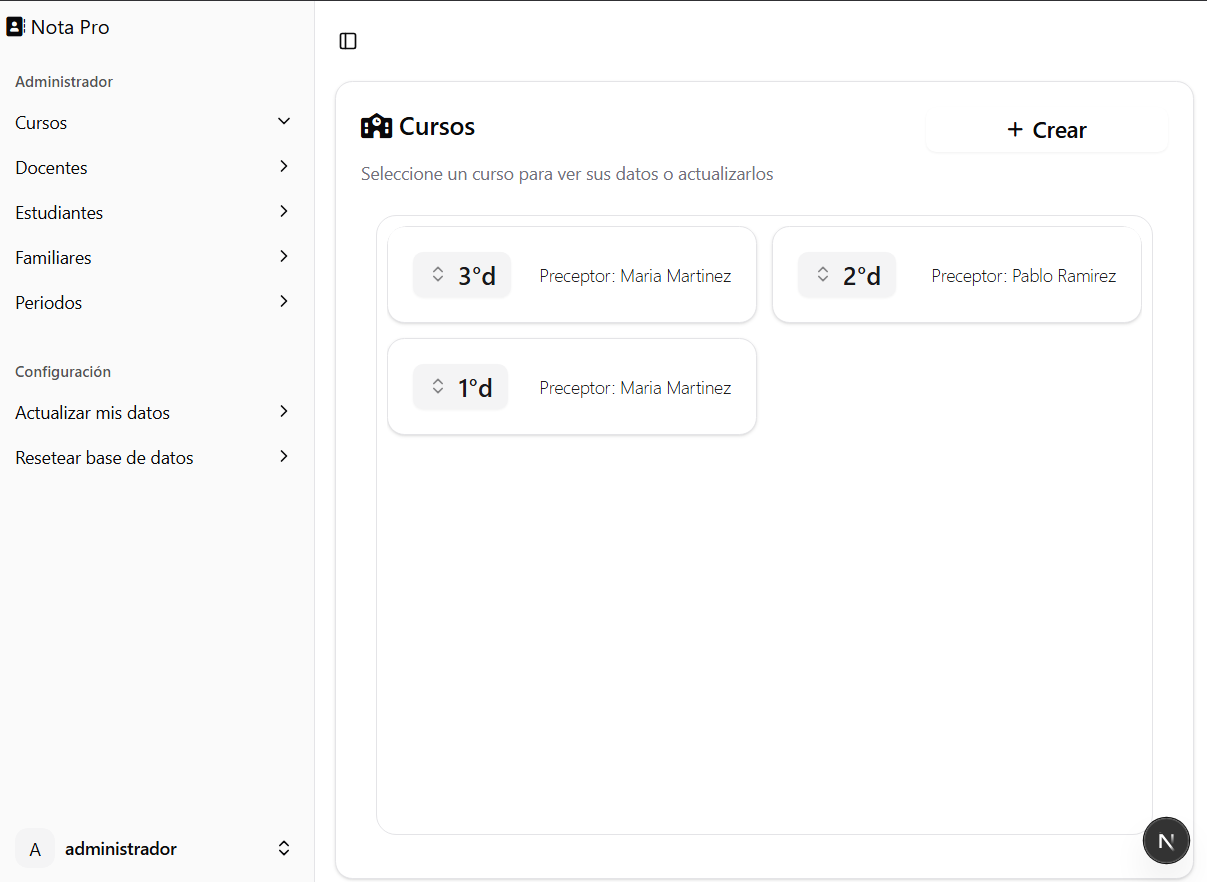 Nota Pro
Administrador
Cursos
Docentes
Estudiantes
Familiares
Periodos
Configuración
Actualizar mis datos
Resetear base de datos
A administrador
Cursos
+ Crear
Seleccione un curso para ver sus datos o actualizarlos
3°d Preceptor: Maria Martinez
2°d Preceptor: Pablo Ramirez
1°d Preceptor: Maria Martinez
N